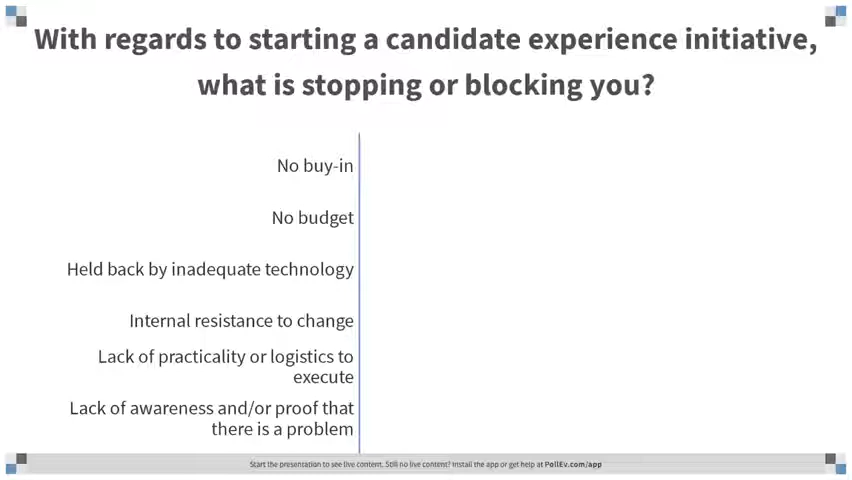 With regards to starting a candidate experience initiative,
what is stopping or blocking you?
No buy-in
No budget
Held back by inadequate technology
Internal resistance to change
Lack of practicality or logistics to
execute
Lack of awareness and/or proof that
there is a problem
Start the presentation to see live content. Still no live content? Install the app or get help at PollEv.com/app